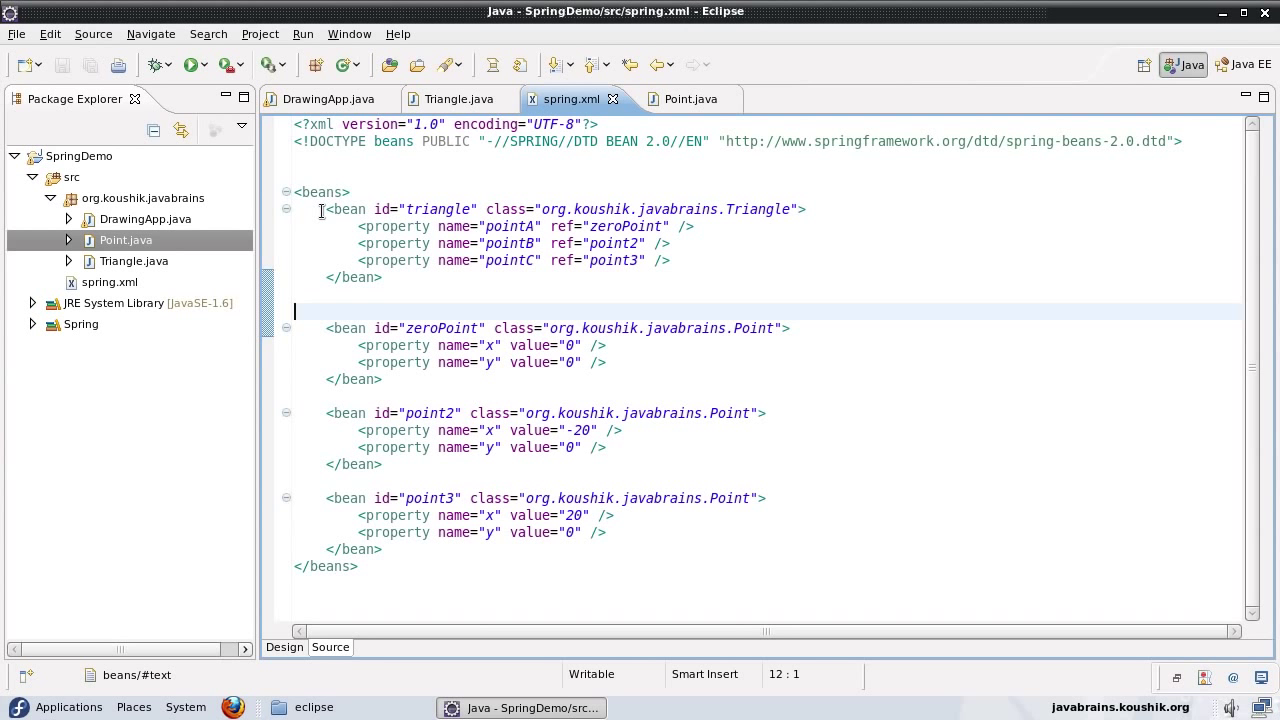 Java - SpringDemo/src/spring.xml - Eclipse
File Edit Source Navigate Search Project Run Window Help
Java Java EE
Package Explorer
DrawingApp.java Triangle.java spring.xml Point.java
SpringDemo
src
org.koushik.javabrains
DrawingApp.java
Point.java
Triangle.java
spring.xml
JRE System Library [JavaSE-1.6]
Spring
<?xml version="1.0" encoding="UTF-8"?>
<!DOCTYPE beans PUBLIC "-//SPRING//DTD BEAN 2.0//EN" "http://www.springframework.org/dtd/spring-beans-2.0.dtd">
<beans>
<bean id="triangle" class="org.koushik.javabrains.Triangle">
<property name="pointA" ref="zeroPoint" />
<property name="pointB" ref="point2" />
<property name="pointC" ref="point3" />
</bean>
<bean id="zeroPoint" class="org.koushik.javabrains.Point">
<property name="x" value="0" />
<property name="y" value="0" />
</bean>
<bean id="point2" class="org.koushik.javabrains.Point">
<property name="x" value="-20" />
<property name="y" value="0" />
</bean>
<bean id="point3" class="org.koushik.javabrains.Point">
<property name="x" value="20" />
<property name="y" value="0" />
</bean>
</beans>
Design Source
beans/#text Writable Smart Insert 12 : 1
Applications Places System eclipse Java - SpringDemo/src... javabrains.koushik.org